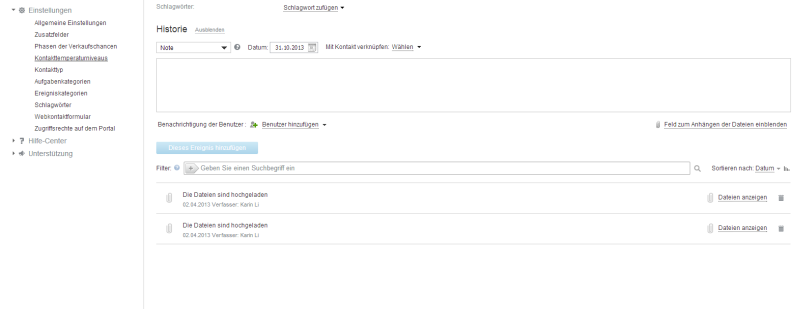 Einstellungen
Allgemeine Einstellungen
Zusatzfelder
Phasen der Verkaufschancen
Kontakttemperaturniveaus
Kontakttyp
Aufgabenkategorien
Ereigniskategorien
Schlagwörter
Webkontaktformular
Zugriffsrechte auf dem Portal
Hilfe-Center
Unterstützung
Schlagwörter: Schlagwort zufügen
Historie Ausblenden
Note Datum: 31.10.2013 Mit Kontakt verknüpfen: Wählen
Benachrichtigung der Benutzer : Benutzer hinzufügen Feld zum Anhängen der Dateien einblenden
Dieses Ereignis hinzufügen
Filter: Geben Sie einen Suchbegriff ein Sortieren nach: Datum
Die Dateien sind hochgeladen Dateien anzeigen
02.04.2013 Verfasser: Karin Li
Die Dateien sind hochgeladen Dateien anzeigen
02.04.2013 Verfasser: Karin Li